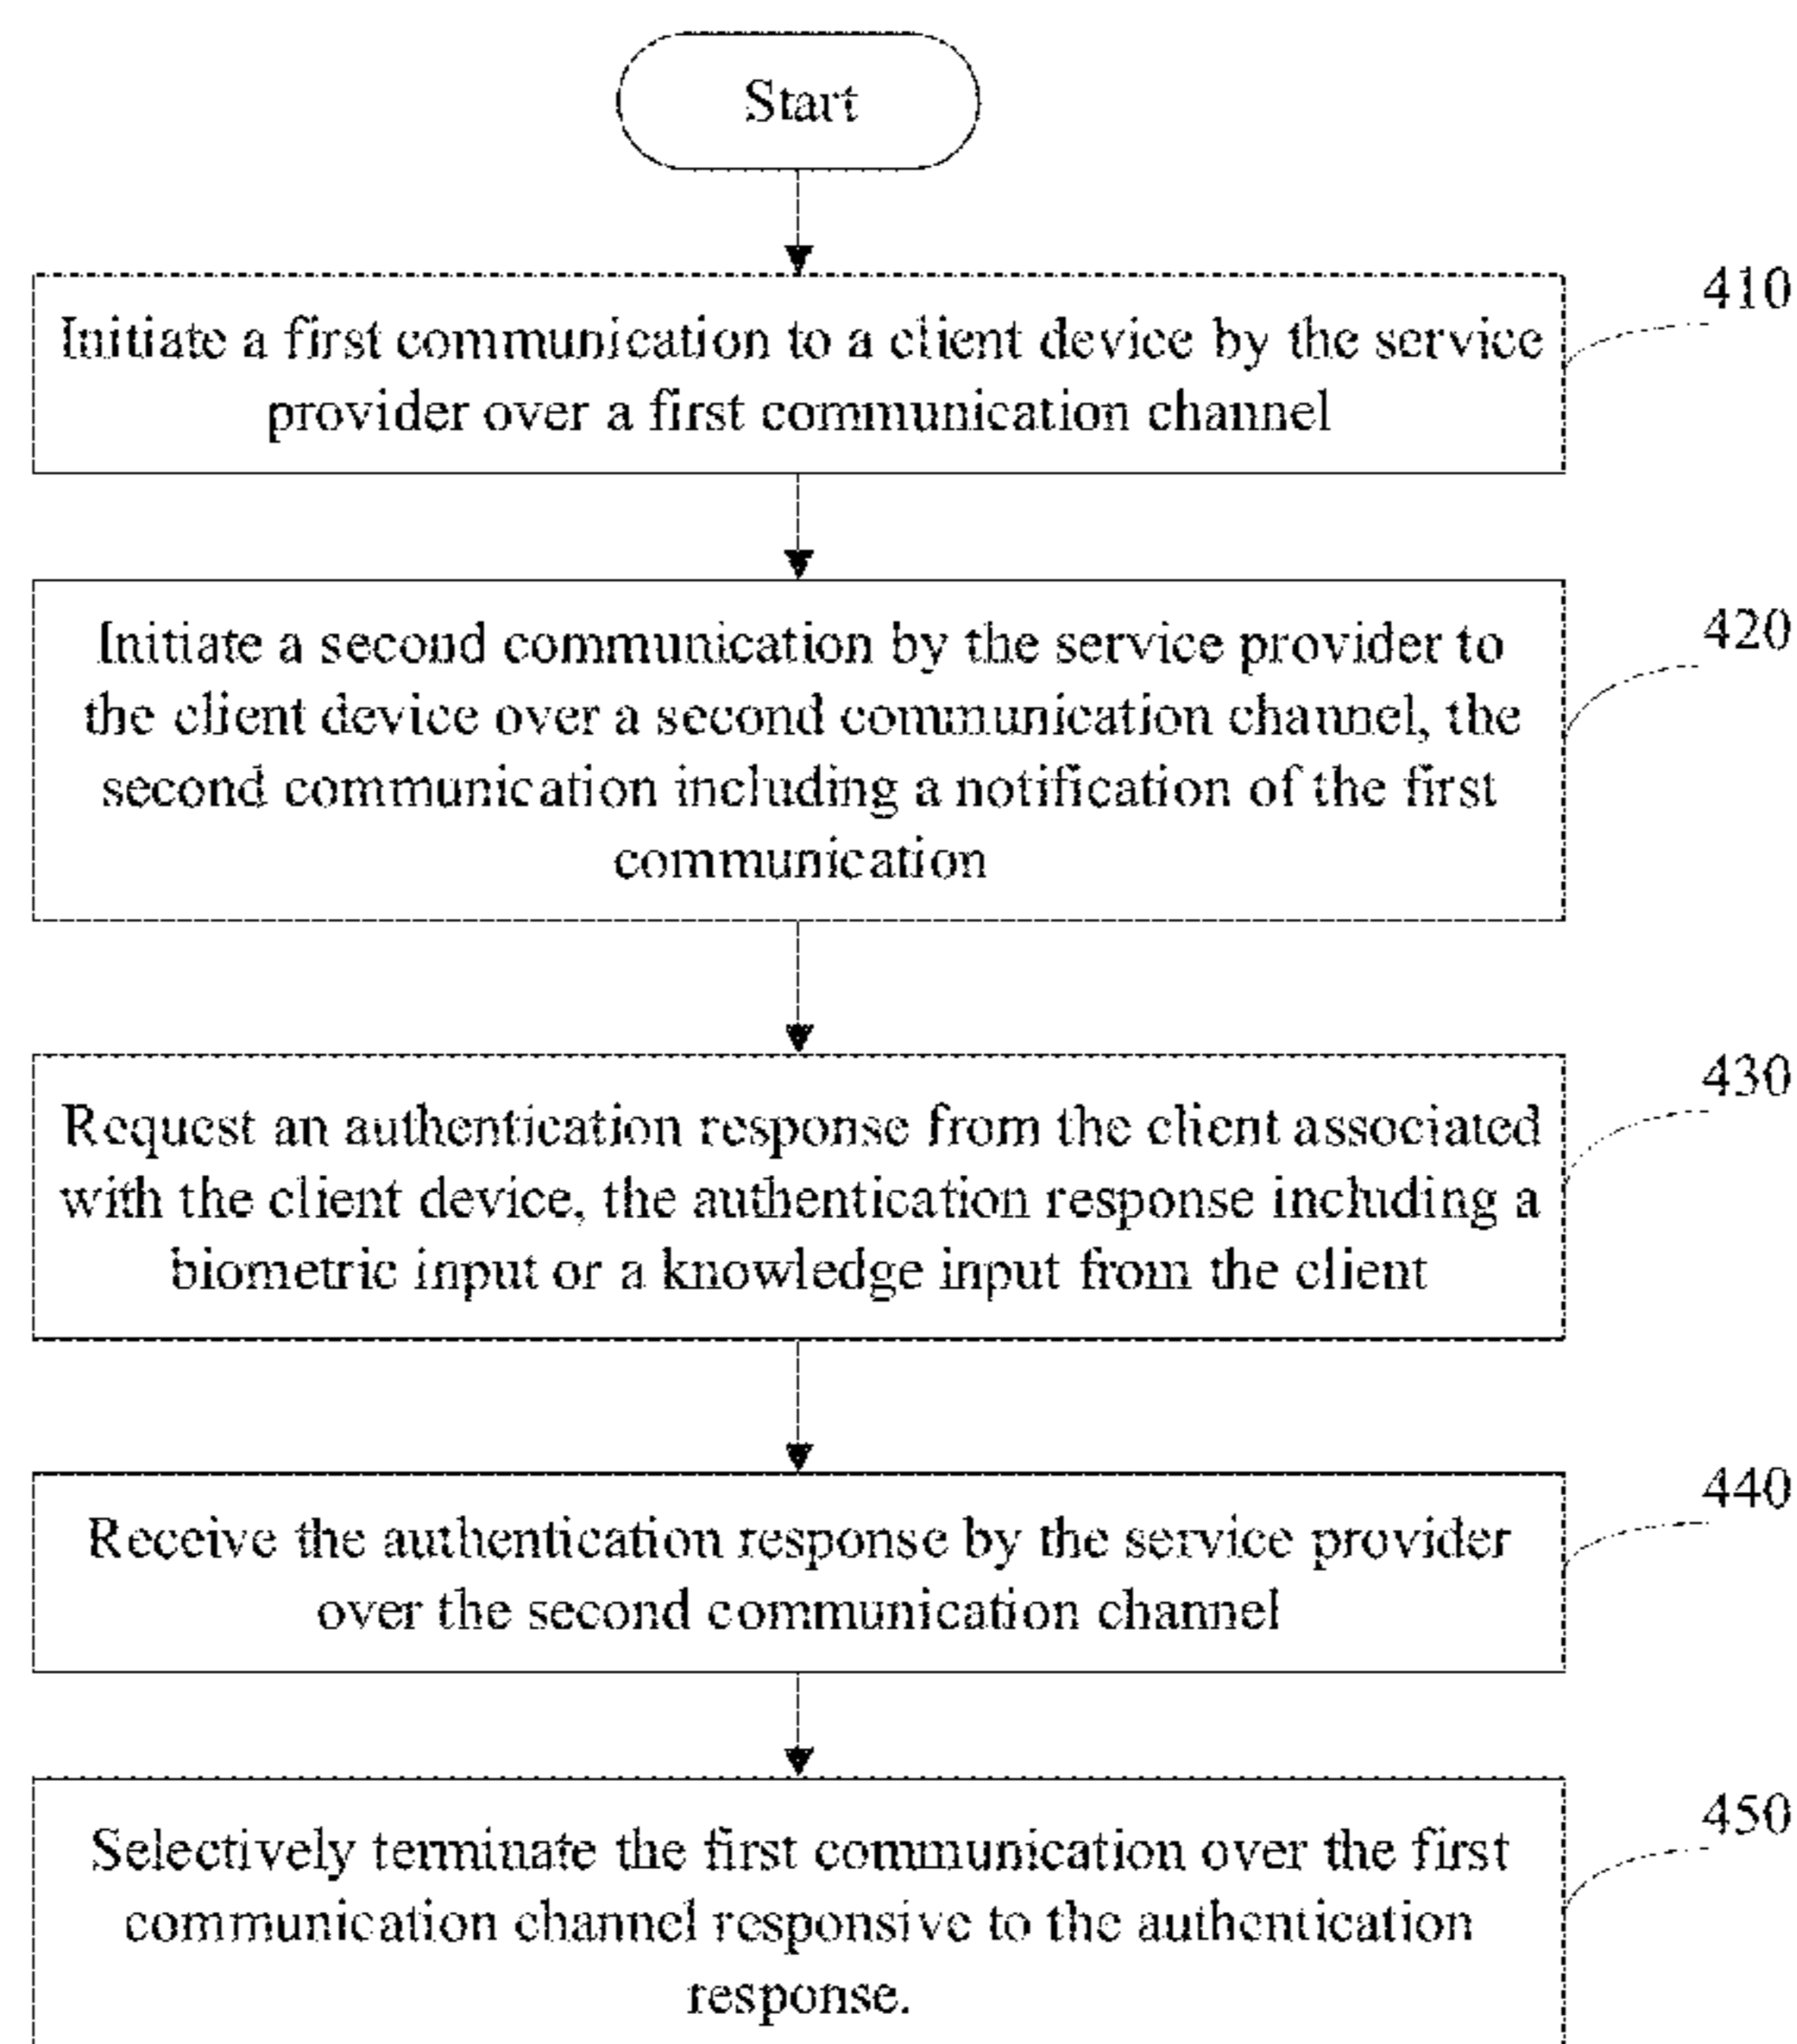 Start
410
Initiate a first communication to a client device by the service
provider over a first communication channel
420
Initiate a second communication by the service provider to
the client device over a second communication channel, the
second communication including a notification of the first
communication
430
Request an authentication response from the client associated
with the client device, the authentication response including a
biometric input or a knowledge input from the client
440
Receive the authentication response by the service provider
over the second communication channel
450
Selectively terminate the first communication over the first
communication channel responsive to the authentication
response.